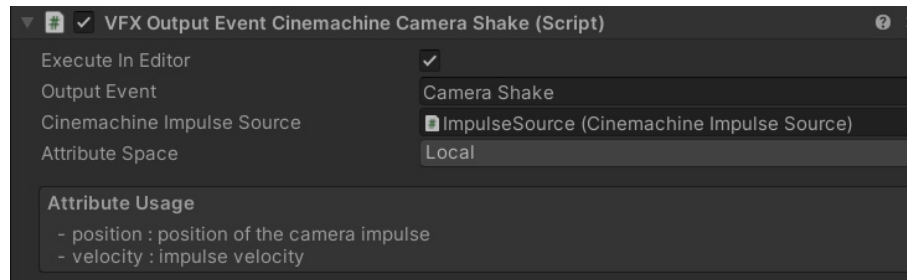 VFX Output Event Cinemachine Camera Shake (Script)
Execute In Editor
Output Event Camera Shake
Cinemachine Impulse Source ImpulseSource (Cinemachine Impulse Source)
Attribute Space Local
Attribute Usage
- position : position of the camera impulse
- velocity : impulse velocity